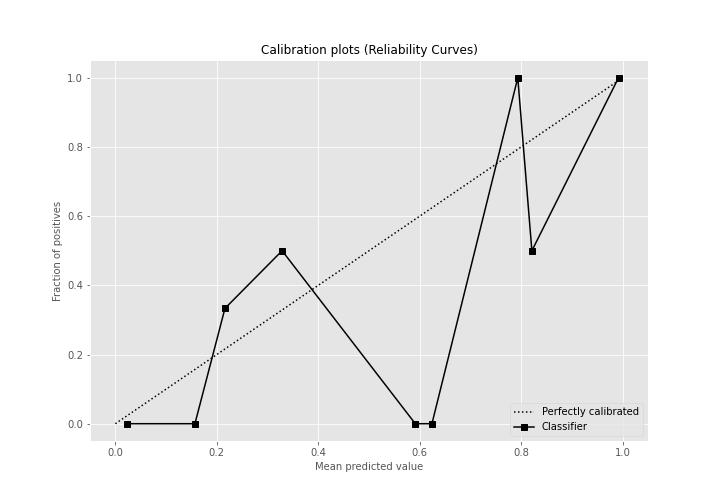 Calibration plots (Reliability Curves)
Fraction of positives
1.0
0.8
0.6
0.4
0.2
0.0
Perfectly calibrated
Classifier
0.0 0.2 0.4 0.6 0.8 1.0
Mean predicted value